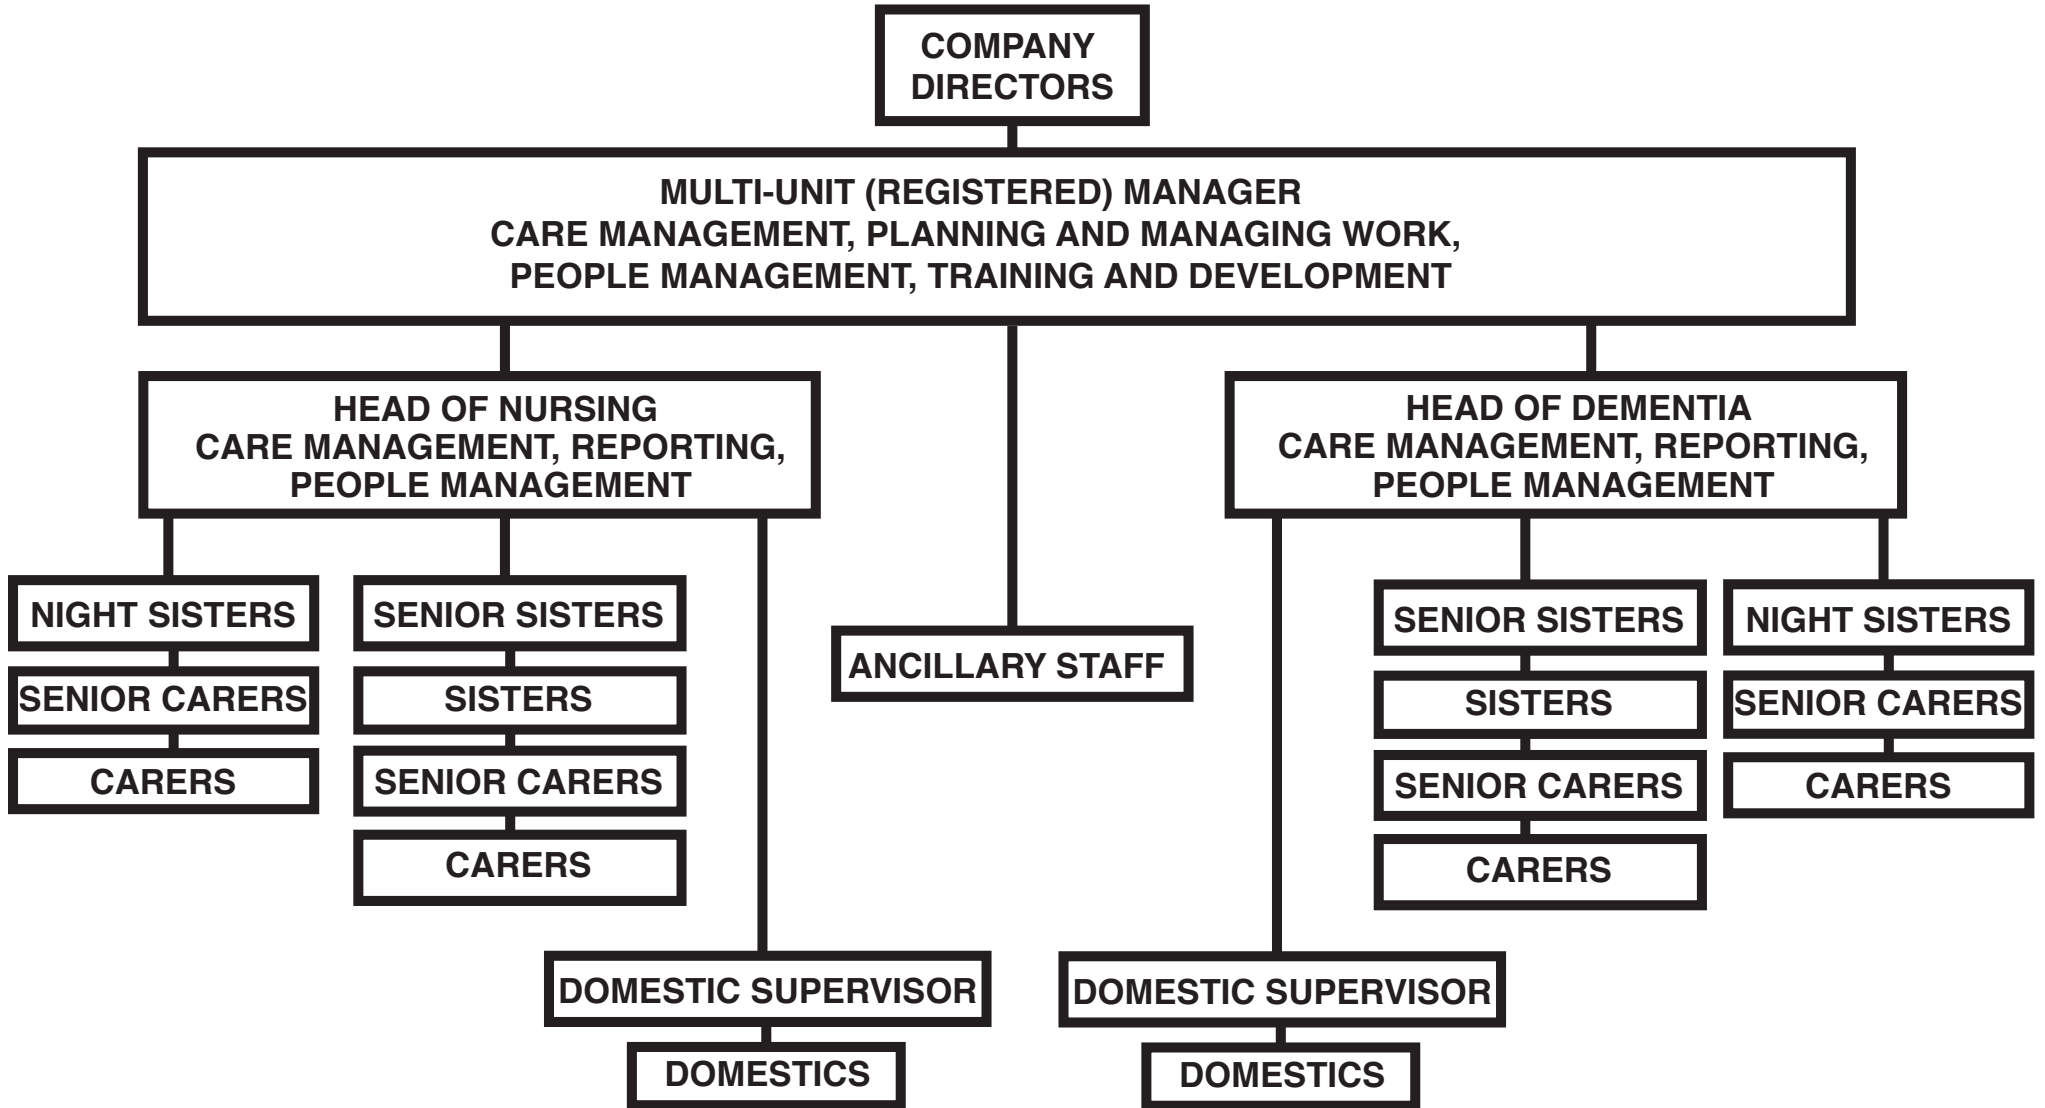 COMPANY
DIRECTORS
MULTI-UNIT (REGISTERED) MANAGER
CARE MANAGEMENT, PLANNING AND MANAGING WORK,
PEOPLE MANAGEMENT, TRAINING AND DEVELOPMENT
HEAD OF NURSING
CARE MANAGEMENT, REPORTING,
PEOPLE MANAGEMENT
HEAD OF DEMENTIA
CARE MANAGEMENT, REPORTING,
PEOPLE MANAGEMENT
NIGHT SISTERS
SENIOR CARERS
CARERS
SENIOR SISTERS
SISTERS
SENIOR CARERS
CARERS
ANCILLARY STAFF
SENIOR SISTERS
SISTERS
SENIOR CARERS
CARERS
NIGHT SISTERS
SENIOR CARERS
CARERS
DOMESTIC SUPERVISOR
DOMESTICS
DOMESTIC SUPERVISOR
DOMESTICS